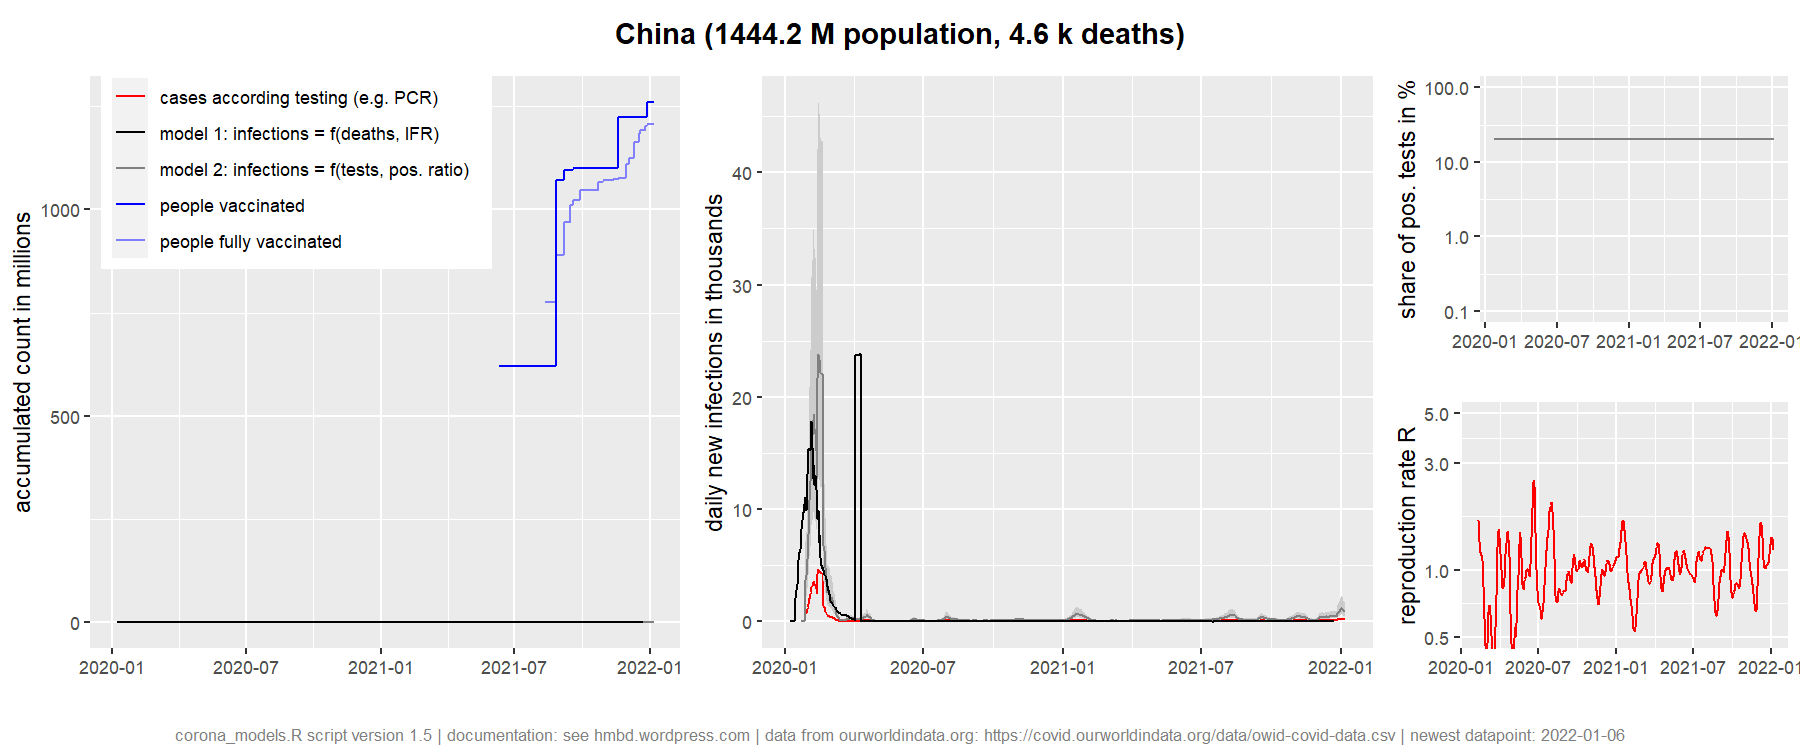 China (1444.2 M population, 4.6 k deaths)
accumulated count in millions
1000
500
0
2020-01 2020-07 2021-01 2021-07 2022-01
cases according testing (e.g. PCR)
model 1: infections = f(deaths, IFR)
model 2: infections = f(tests, pos. ratio)
people vaccinated
people fully vaccinated
daily new infections in thousands
40
30
20
10
0
2020-01 2020-07 2021-01 2021-07 2022-01
share of pos. tests in %
100.0
10.0
1.0
0.1
2020-01 2020-07 2021-01 2021-07 2022-01
reproduction rate R
5.0
3.0
1.0
0.5
2020-01 2020-07 2021-01 2021-07 2022-01
corona_models.R script version 1.5 | documentation: see hmbd.wordpress.com | data from ourworldindata.org: https://covid.ourworldindata.org/data/owid-covid-data.csv | newest datapoint: 2022-01-06